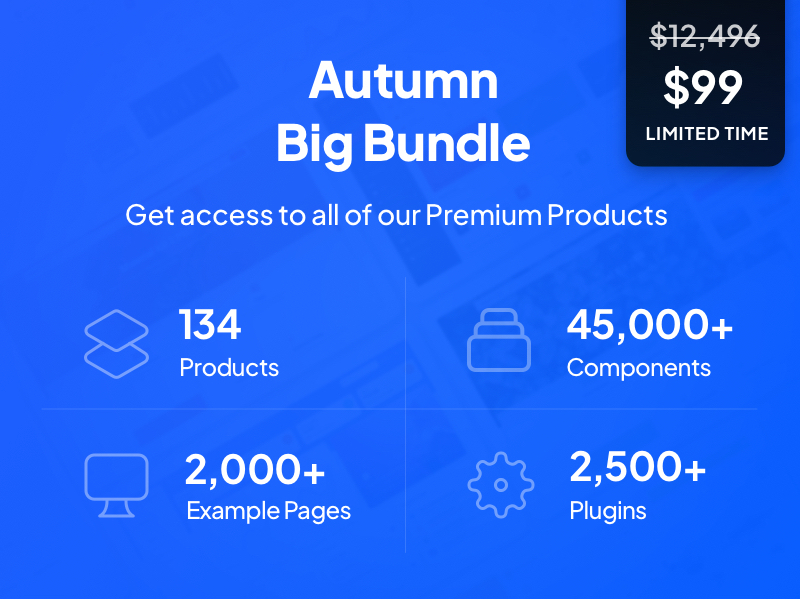 $12,496
$99
LIMITED TIME
Autumn
Big Bundle
Get access to all of our Premium Products
134
Products
45,000+
Components
2,000+
Example Pages
2,500+
Plugins